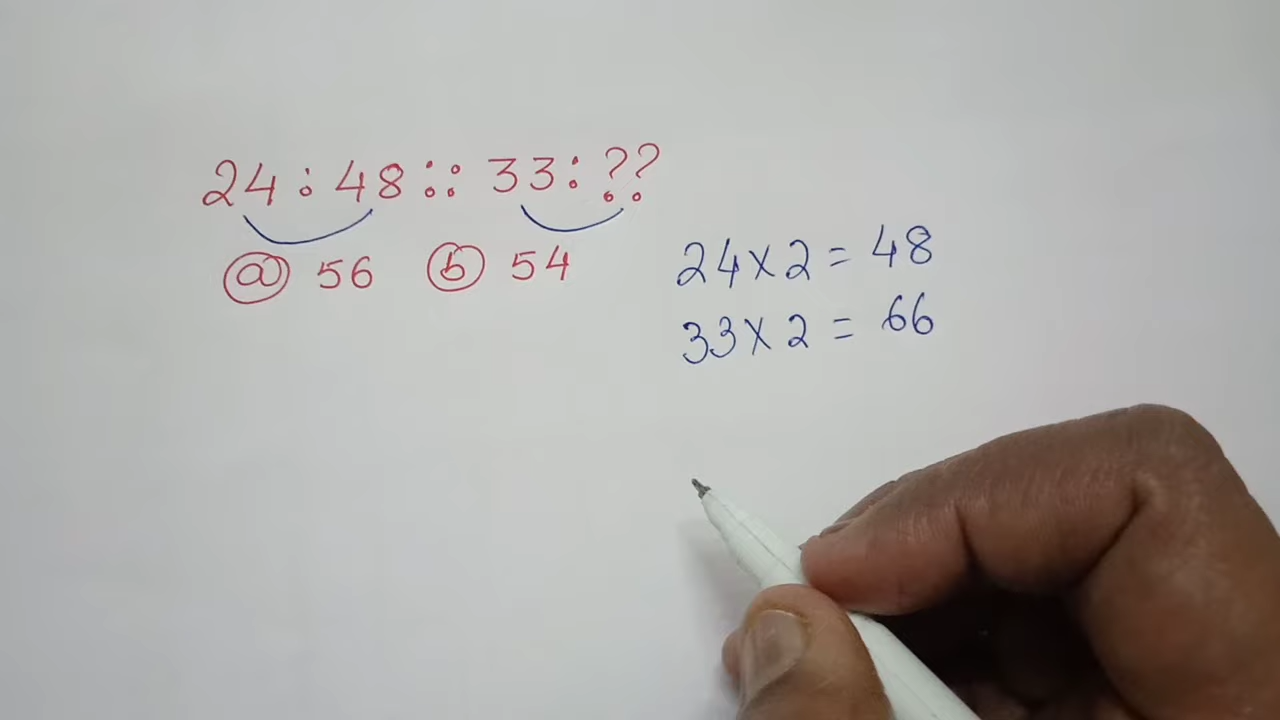 24 : 48 :: 33 : ??
ⓐ 56 ⓑ 54
24 x 2 = 48
33 x 2 = 66